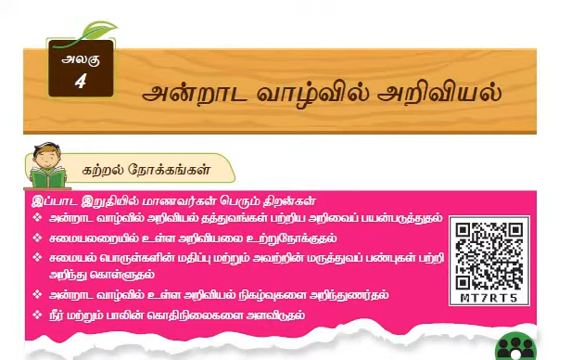 அலகு
4
அன்றாட வாழ்வில் அறிவியல்
கற்றல் நோக்கங்கள்
இப்பாட இறுதியில் மாணவர்கள் பெரும் திறன்கள்
❖ அன்றாட வாழ்வில் அறிவியல் தத்துவங்கள் பற்றிய அறிவைப் பயன்படுத்துதல்
❖ சமையலறையில் உள்ள அறிவியலை உற்றுநோக்குதல்
❖ சமையல் பொருள்களின் மதிப்பு மற்றும் அவற்றின் மருத்துவப் பண்புகள் பற்றி
அறிந்து கொள்ளுதல்
❖ அன்றாட வாழ்வில் உள்ள அறிவியல் நிகழ்வுகளை அறிந்துணர்தல்
❖ நீர் மற்றும் பாலின் கொதிநிலைகளை அளவிடுதல்
MT7RT5